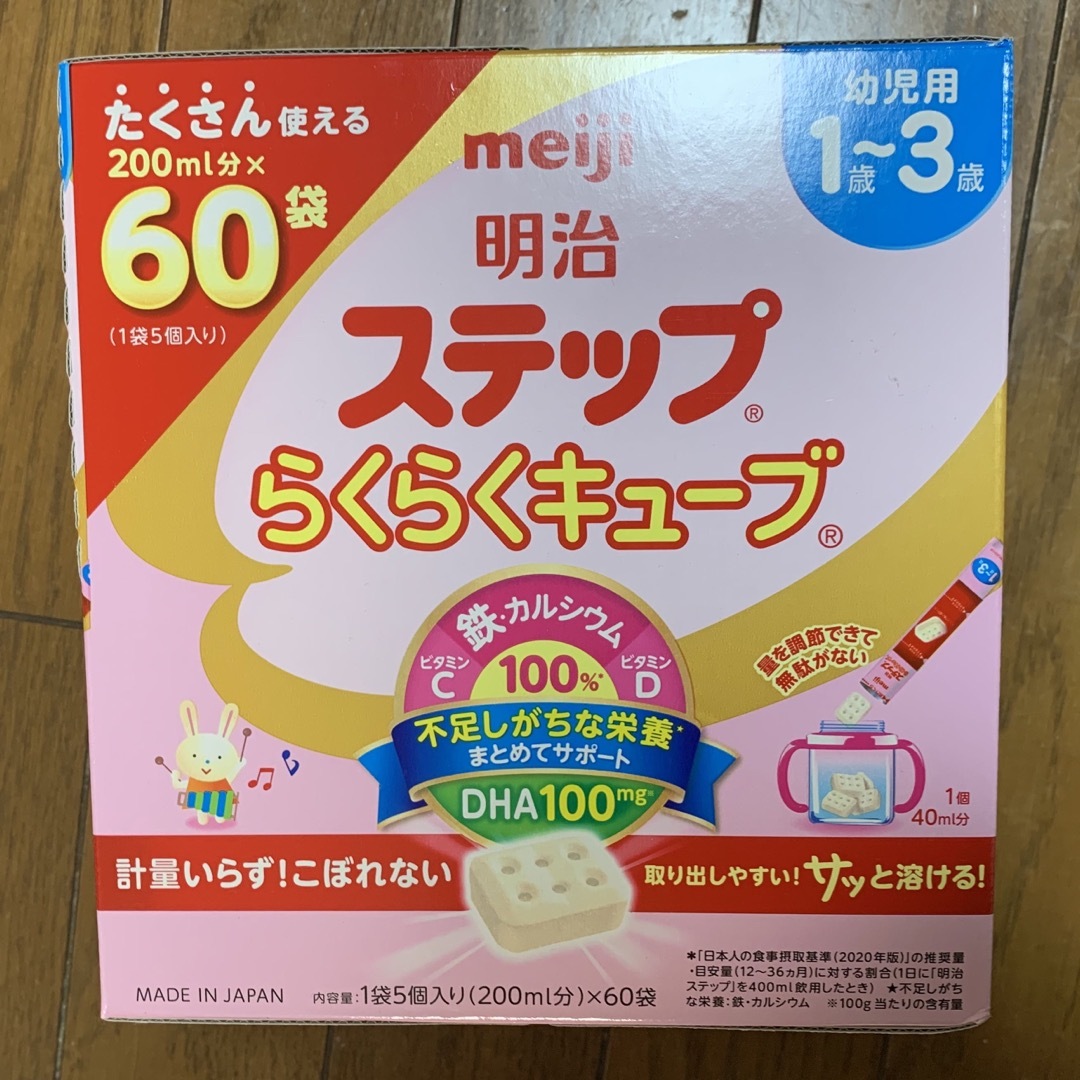 たくさん使える
200ml分×
60袋
(1袋5個入り)
meiji
明治
ステップ®
らくらくキューブ®
幼児用
1歳~3歳
鉄・カルシウム
ビタミンC
100%*
ビタミンD
不足しがちな栄養★
まとめてサポート
DHA100mg※
1~3歳
量を調節できて
無駄がない
meiji
1個
40ml分
計量いらず!こぼれない
取り出しやすい!サッと溶ける!
*「日本人の食事摂取基準(2020年版)」の推奨量
・目安量(12~36ヵ月)に対する割合(1日に「明治
ステップ」を400ml飲用したとき) ★不足しがち
な栄養:鉄・カルシウム ※100g当たりの含有量
MADE IN JAPAN
内容量:1袋5個入り(200ml分)×60袋